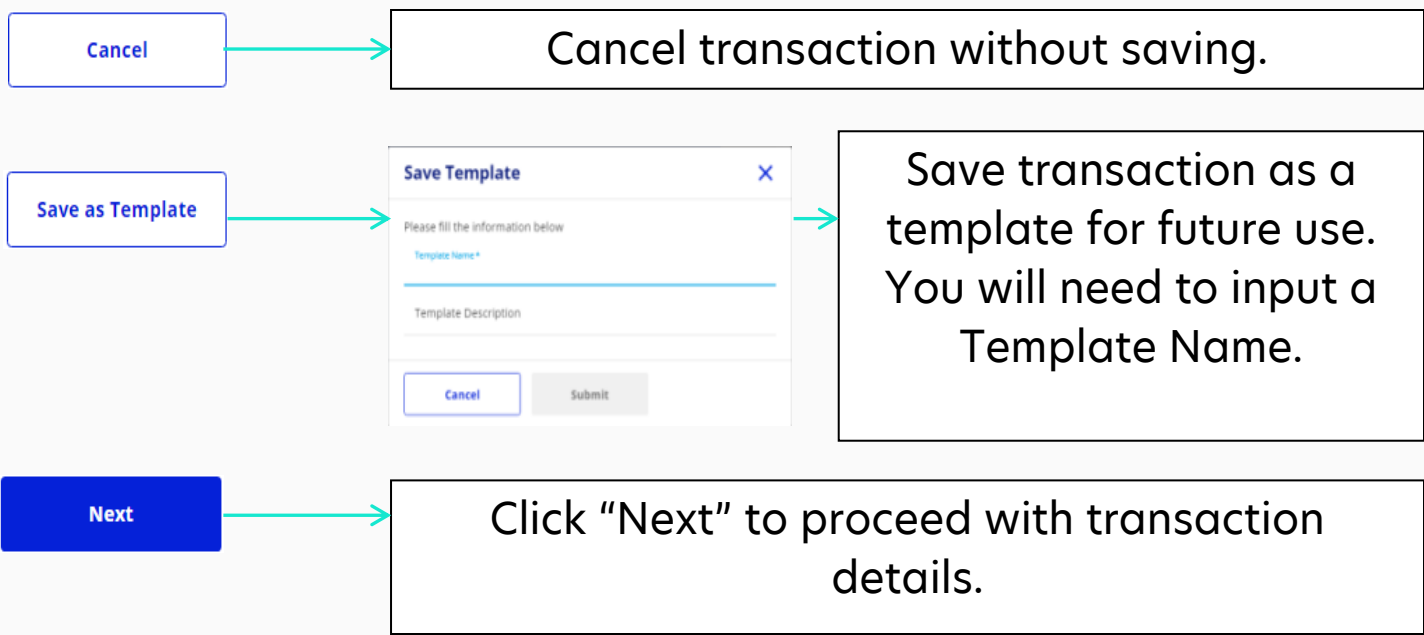 Cancel
Cancel transaction without saving.
Save as Template
Save Template
Please fill the information below
Template Name*
Template Description
Cancel
Submit
Save transaction as a
template for future use.
You will need to input a
Template Name.
Next
Click “Next” to proceed with transaction
details.